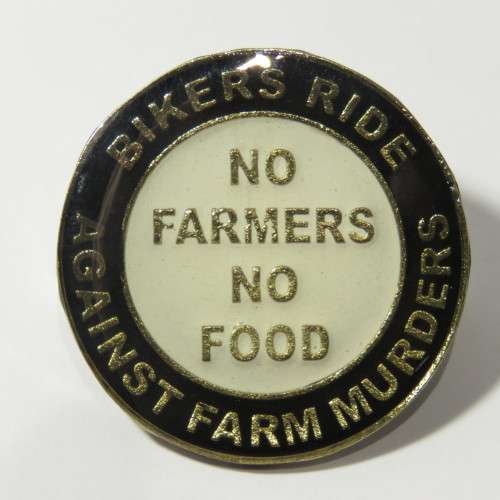 BIKERS RIDE
AGAINST FARM MURDERS
NO
FARMERS
NO
FOOD